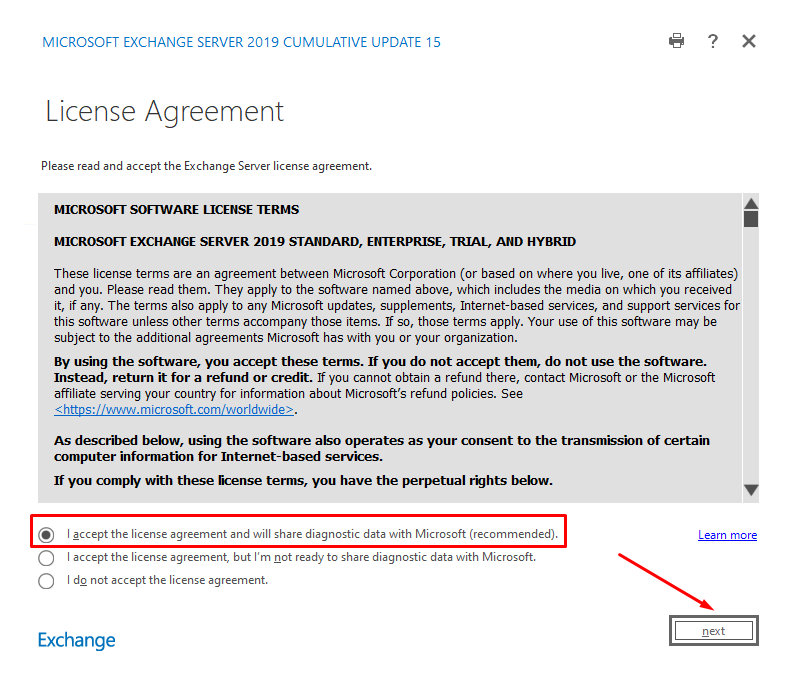 MICROSOFT EXCHANGE SERVER 2019 CUMULATIVE UPDATE 15
?
License Agreement
Please read and accept the Exchange Server license agreement.
MICROSOFT SOFTWARE LICENSE TERMS
MICROSOFT EXCHANGE SERVER 2019 STANDARD, ENTERPRISE, TRIAL, AND HYBRID
These license terms are an agreement between Microsoft Corporation (or based on where you live, one of its affiliates)
and you. Please read them. They apply to the software named above, which includes the media on which you received
it, if any. The terms also apply to any Microsoft updates, supplements, Internet-based services, and support services for
this software unless other terms accompany those items. If so, those terms apply. Your use of this software may be
subject to the additional agreements Microsoft has with you or your organization.
By using the software, you accept these terms. If you do not accept them, do not use the software.
Instead, return it for a refund or credit. If you cannot obtain a refund there, contact Microsoft or the Microsoft
affiliate serving your country for information about Microsoft's refund policies. See
<https://www.microsoft.com/worldwide>.
As described below, using the software also operates as your consent to the transmission of certain
computer information for Internet-based services.
If you comply with these license terms, you have the perpetual rights below.
I accept the license agreement and will share diagnostic data with Microsoft (recommended).
Learn more
I accept the license agreement, but I'm not ready to share diagnostic data with Microsoft.
I do not accept the license agreement.
next
Exchange